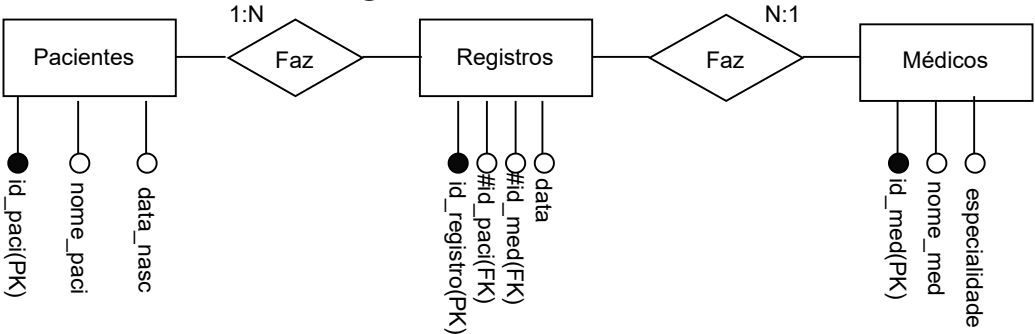 1:N
N:1
Pacientes
Faz
Registros
Faz
Médicos
id_paci(PK)
nome_paci
data_nasc
id_registro(PK)
#id_paci(FK)
#id_med(FK)
data
id_med(PK)
nome_med
especialidade